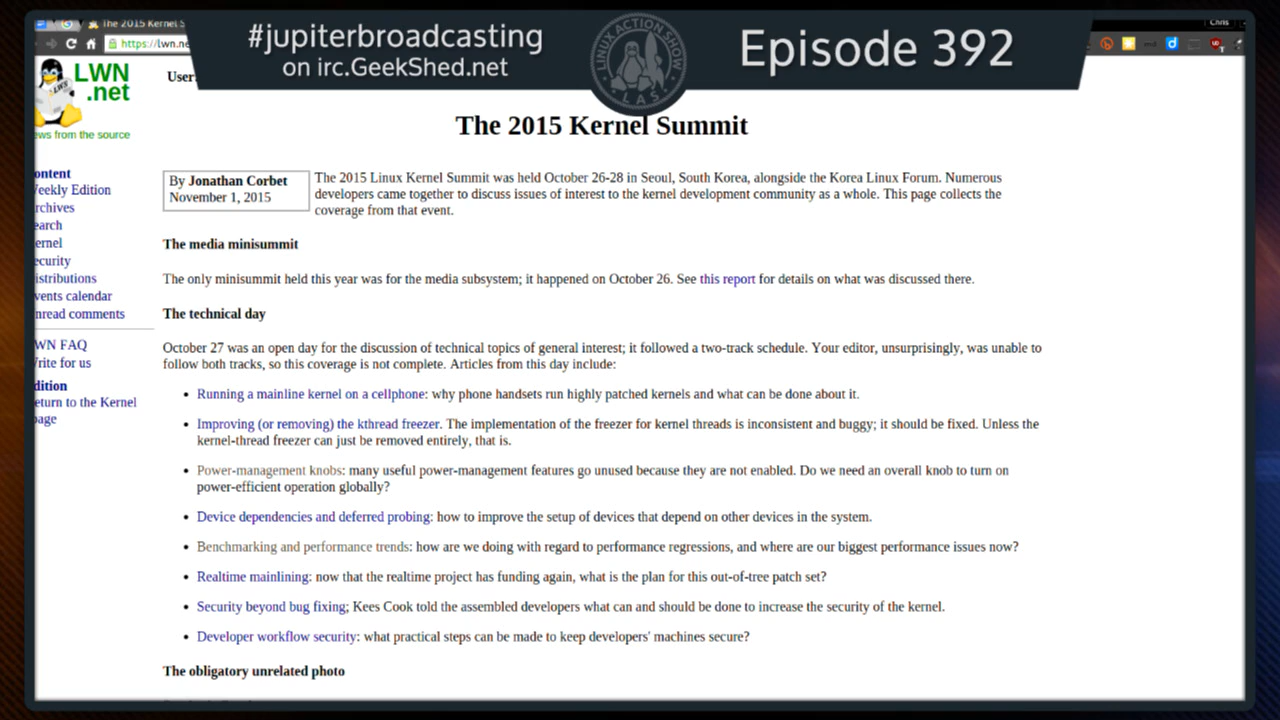 The 2015 Kernel S
Chris
https://lwn.ne
#jupiterbroadcasting
on irc.GeekShed.net
LINUX ACTION SHOW
LAS
Episode 392
LWN
.net
ews from the source
User
The 2015 Kernel Summit
ontent
Weekly Edition
rchives
earch
ernel
ecurity
istributions
vents calendar
nread comments
WN FAQ
Write for us
dition
eturn to the Kernel
page
By Jonathan Corbet
November 1, 2015
The 2015 Linux Kernel Summit was held October 26-28 in Seoul, South Korea, alongside the Korea Linux Forum. Numerous
developers came together to discuss issues of interest to the kernel development community as a whole. This page collects the
coverage from that event.
The media minisummit
The only minisummit held this year was for the media subsystem; it happened on October 26. See this report for details on what was discussed there.
The technical day
October 27 was an open day for the discussion of technical topics of general interest; it followed a two-track schedule. Your editor, unsurprisingly, was unable to
follow both tracks, so this coverage is not complete. Articles from this day include:
• Running a mainline kernel on a cellphone: why phone handsets run highly patched kernels and what can be done about it.
• Improving (or removing) the kthread freezer. The implementation of the freezer for kernel threads is inconsistent and buggy; it should be fixed. Unless the
kernel-thread freezer can just be removed entirely, that is.
• Power-management knobs: many useful power-management features go unused because they are not enabled. Do we need an overall knob to turn on
power-efficient operation globally?
• Device dependencies and deferred probing: how to improve the setup of devices that depend on other devices in the system.
• Benchmarking and performance trends: how are we doing with regard to performance regressions, and where are our biggest performance issues now?
• Realtime mainlining: now that the realtime project has funding again, what is the plan for this out-of-tree patch set?
• Security beyond bug fixing; Kees Cook told the assembled developers what can and should be done to increase the security of the kernel.
• Developer workflow security: what practical steps can be made to keep developers' machines secure?
The obligatory unrelated photo